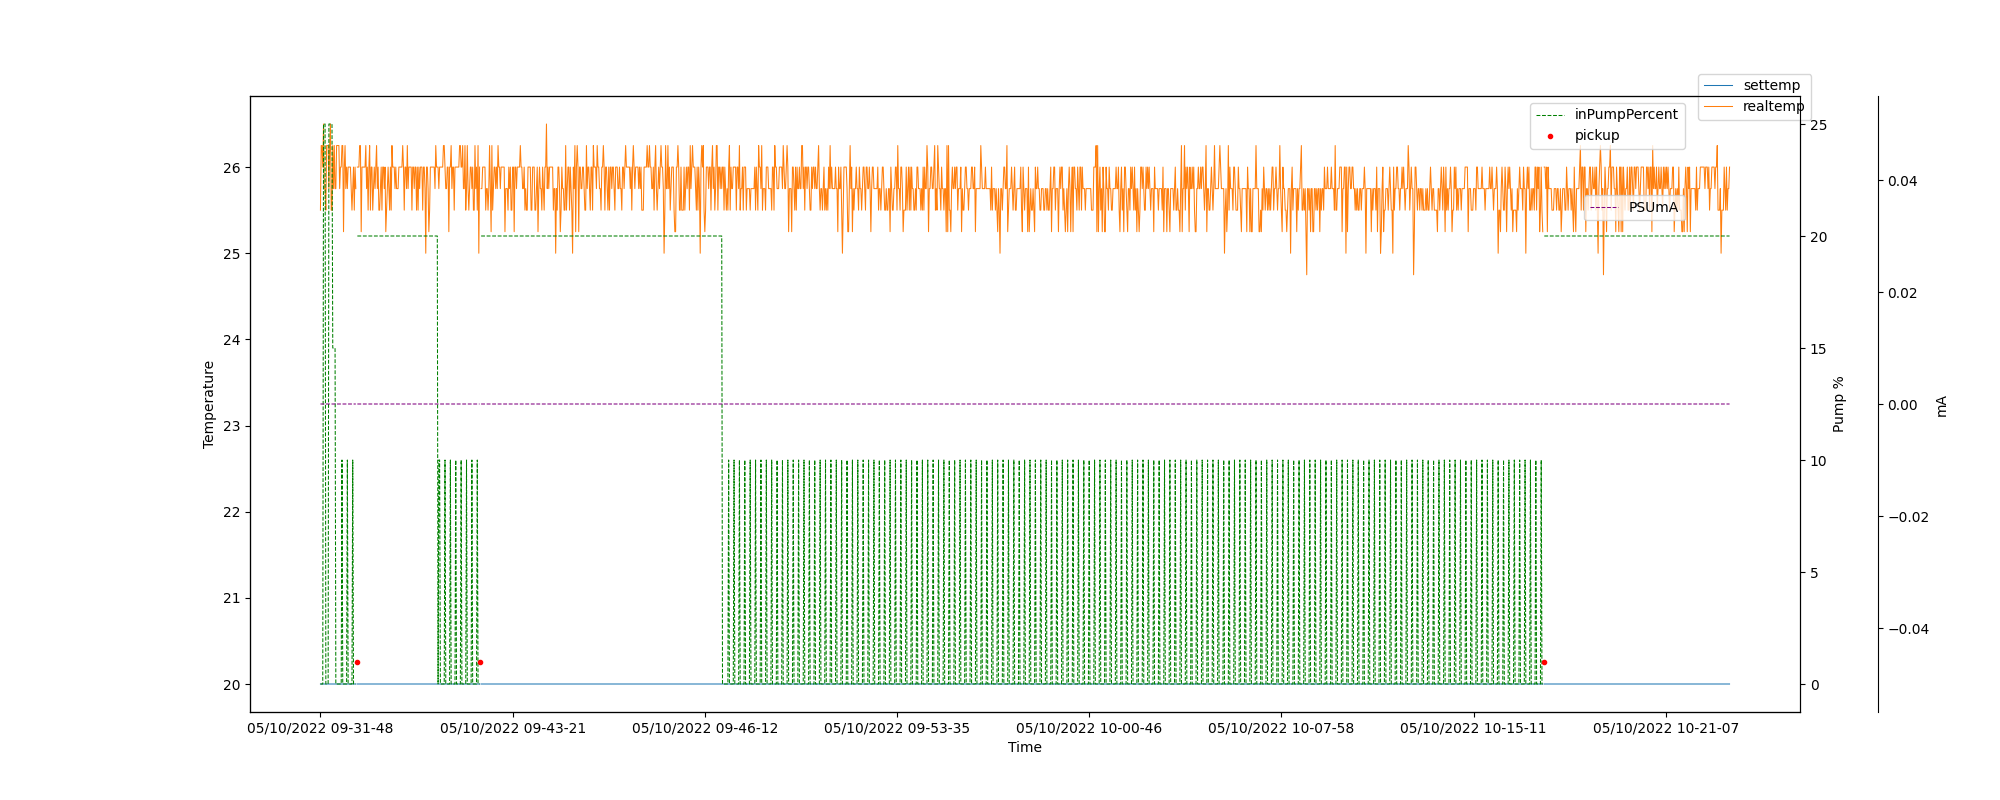 settemp
realtemp
inPumpPercent
pickup
PSUmA
Temperature
26
25
24
23
22
21
20
25
20
15
10
5
0
Pump %
0.04
0.02
0.00
−0.02
−0.04
mA
05/10/2022 09-31-48
05/10/2022 09-43-21
05/10/2022 09-46-12
05/10/2022 09-53-35
05/10/2022 10-00-46
05/10/2022 10-07-58
05/10/2022 10-15-11
05/10/2022 10-21-07
Time